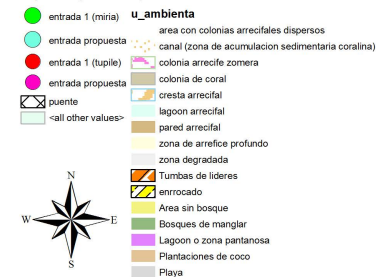 entrada 1 (miria)
entrada propuesta
entrada 1 (tupile)
entrada propuesta
puente
<all other values>
u_ambienta
area con colonias arrecifales dispersos
canal (zona de acumulacion sedimentaria coralina)
colonia arrecife zomera
colonia de coral
cresta arrecifal
lagoon arrecifal
pared arrecifal
zona de arrefice profundo
zona degradada
Tumbas de lideres
enrrocado
Area sin bosque
Bosques de manglar
Lagoon o zona pantanosa
Plantaciones de coco
Playa
N
W
E
S